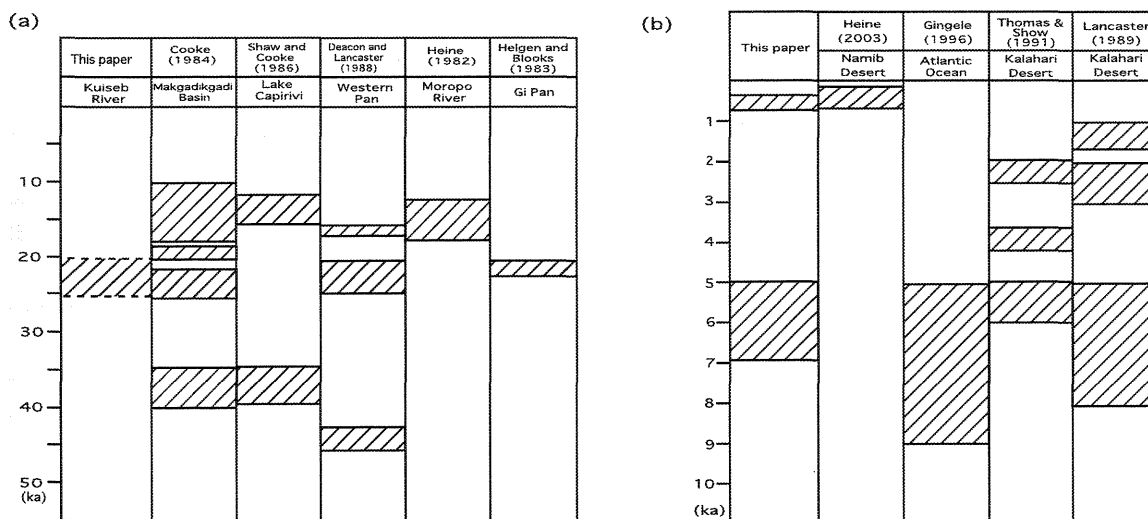 (a)
This paper
Cooke
(1984)
Shaw and
Cooke
(1986)
Deacon and
Lancaster
(1988)
Heine
(1982)
Helgen and
Blooks
(1983)
Kuiseb
River
Makgadikgadi
Basin
Lake
Capirivi
Western
Pan
Moropo
River
Gi Pan
10
20
30
40
50
(ka)
(b)
This paper
Heine
(2003)
Gingele
(1996)
Thomas &
Show
(1991)
Lancaster
(1989)
Namib
Desert
Atlantic
Ocean
Kalahari
Desert
Kalahari
Desert
1
2
3
4
5
6
7
8
9
10
(ka)